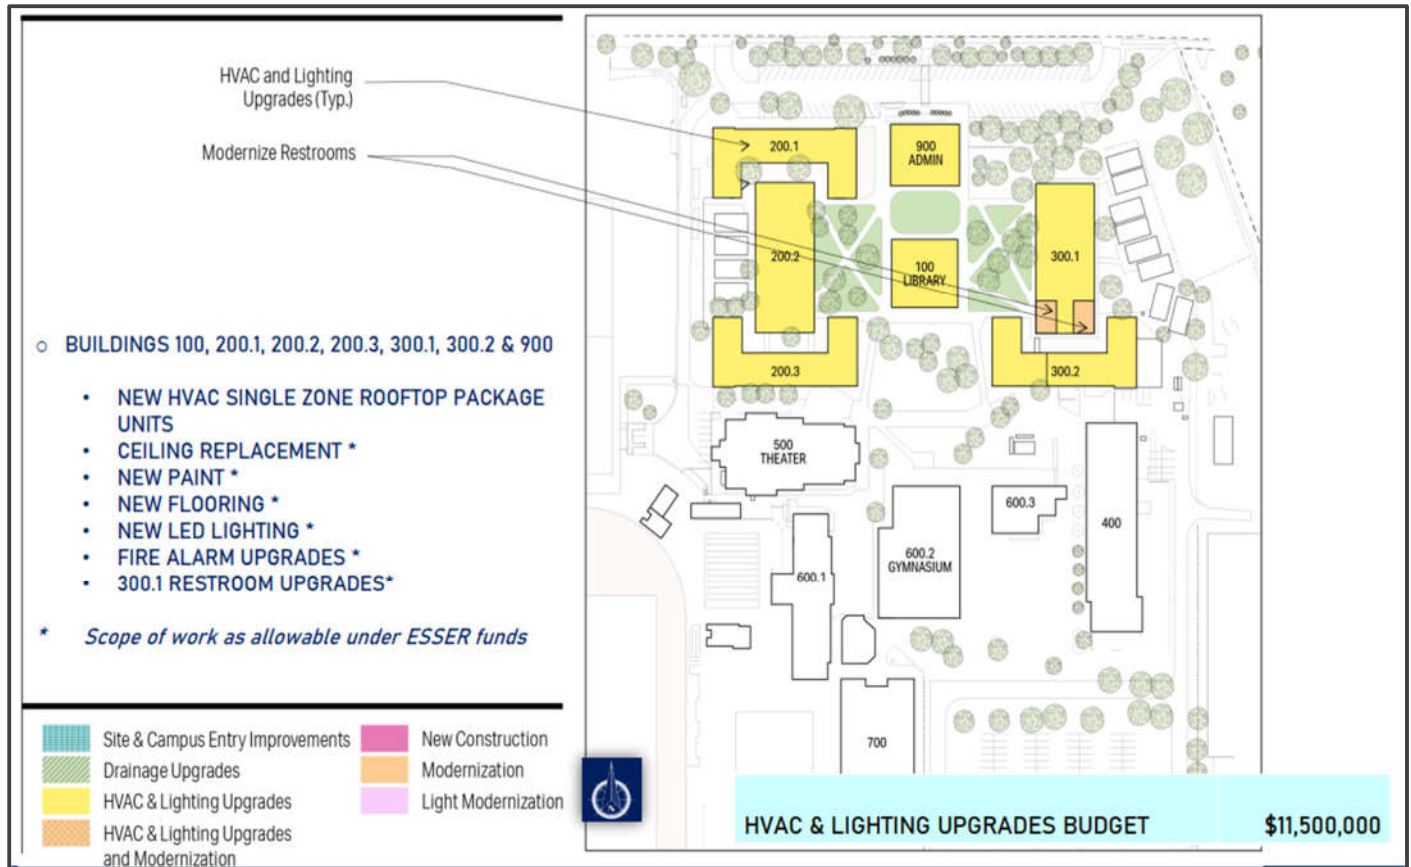 HVAC and Lighting
Upgrades (Typ.)
Modernize Restrooms
○ BUILDINGS 100, 200.1, 200.2, 200.3, 300.1, 300.2 & 900
• NEW HVAC SINGLE ZONE ROOFTOP PACKAGE
UNITS
• CEILING REPLACEMENT *
• NEW PAINT *
• NEW FLOORING *
• NEW LED LIGHTING *
• FIRE ALARM UPGRADES *
• 300.1 RESTROOM UPGRADES*
* Scope of work as allowable under ESSER funds
Site & Campus Entry Improvements
Drainage Upgrades
HVAC & Lighting Upgrades
HVAC & Lighting Upgrades
and Modernization
New Construction
Modernization
Light Modernization
200.1
900
ADMIN
200.2
100
LIBRARY
300.1
200.3
300.2
500
THEATER
600.3
400
600.1
600.2
GYMNASIUM
700
HVAC & LIGHTING UPGRADES BUDGET $11,500,000